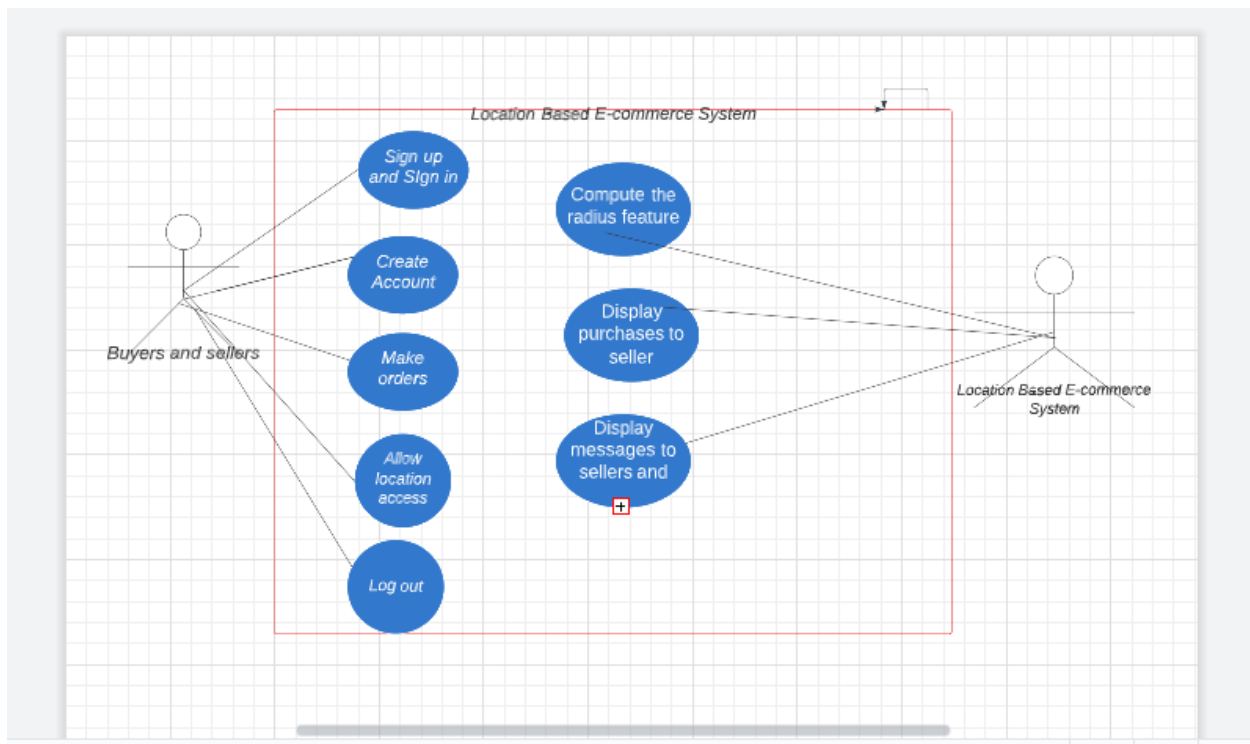 Location Based E-commerce System
Sign up
and SIgn in
Create
Account
Make
orders
Allow
location
access
Log out
Compute the
radius feature
Display
purchases to
seller
Display
messages to
sellers and
Buyers and sellers
Location Based E-commerce
System